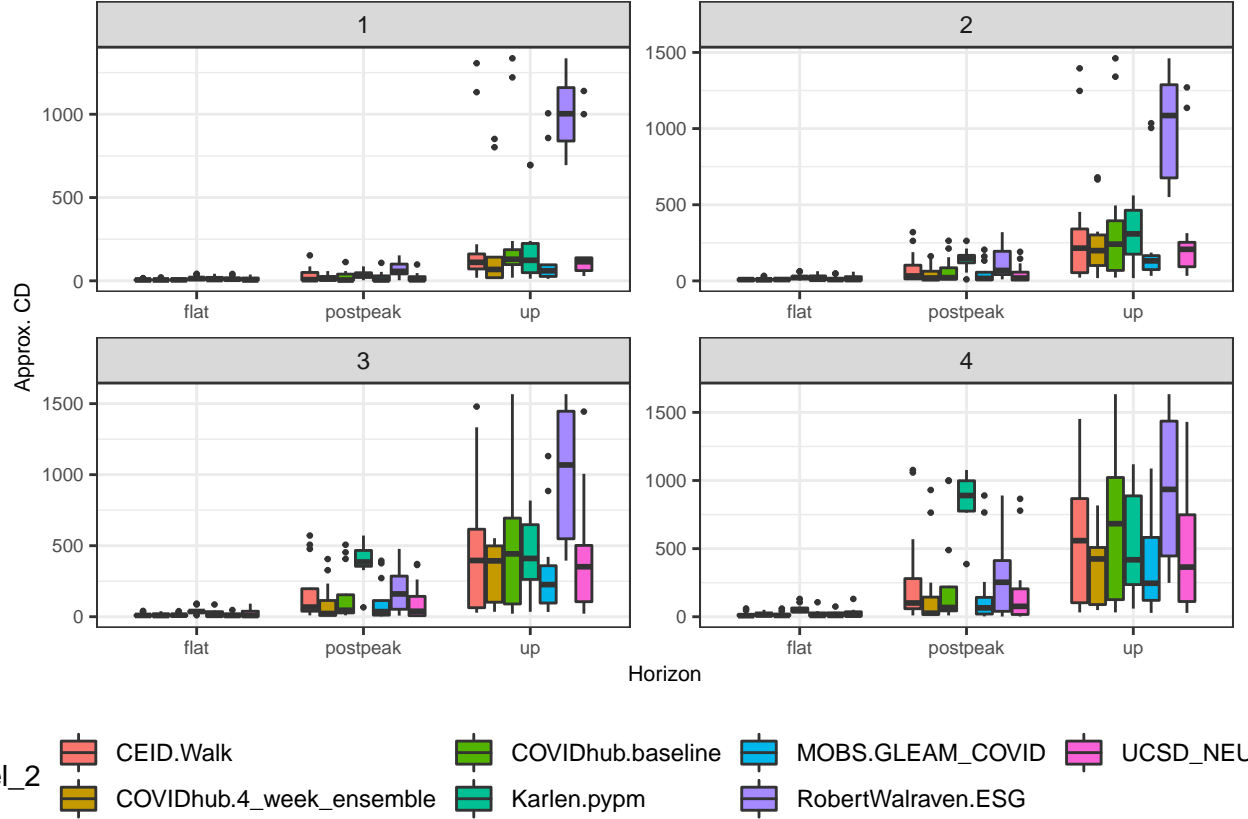 1
2
1000
500
0
1500
1000
500
0
flat
postpeak
up
flat
postpeak
up
Approx. CD
3
4
1500
1000
500
0
1500
1000
500
0
flat
postpeak
up
flat
postpeak
up
Horizon
el_2
CEID.Walk
COVIDhub.baseline
MOBS.GLEAM_COVID
UCSD_NEU
COVIDhub.4_week_ensemble
Karlen.pypm
RobertWalraven.ESG